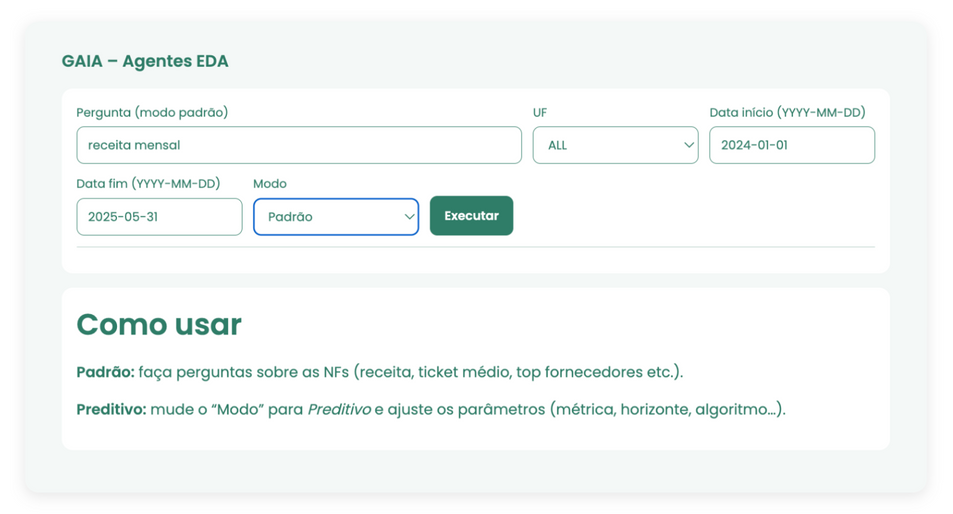 GAIA – Agentes EDA
Pergunta (modo padrão)
UF
Data início (YYYY-MM-DD)
receita mensal
ALL
2024-01-01
Data fim (YYYY-MM-DD)
Modo
2025-05-31
Padrão
Executar
Como usar
Padrão: faça perguntas sobre as NFs (receita, ticket médio, top fornecedores etc.).
Preditivo: mude o “Modo” para Preditivo e ajuste os parâmetros (métrica, horizonte, algoritmo…).